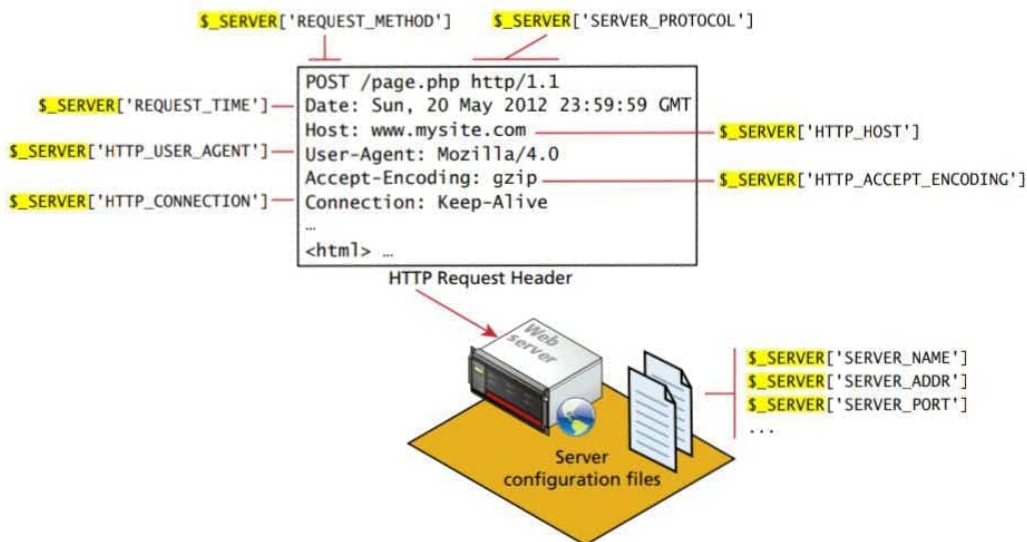 $_SERVER['REQUEST_METHOD']
$_SERVER['SERVER_PROTOCOL']
POST /page.php http/1.1
$_SERVER['REQUEST_TIME']
Date: Sun, 20 May 2012 23:59:59 GMT
Host: www.mysite.com
$_SERVER['HTTP_HOST']
$_SERVER['HTTP_USER_AGENT']
User-Agent: Mozilla/4.0
Accept-Encoding: gzip
$_SERVER['HTTP_ACCEPT_ENCODING']
$_SERVER['HTTP_CONNECTION']
Connection: Keep-Alive
…
<html> …
HTTP Request Header
Web
server
$_SERVER['SERVER_NAME']
$_SERVER['SERVER_ADDR']
$_SERVER['SERVER_PORT']
...
Server
configuration files